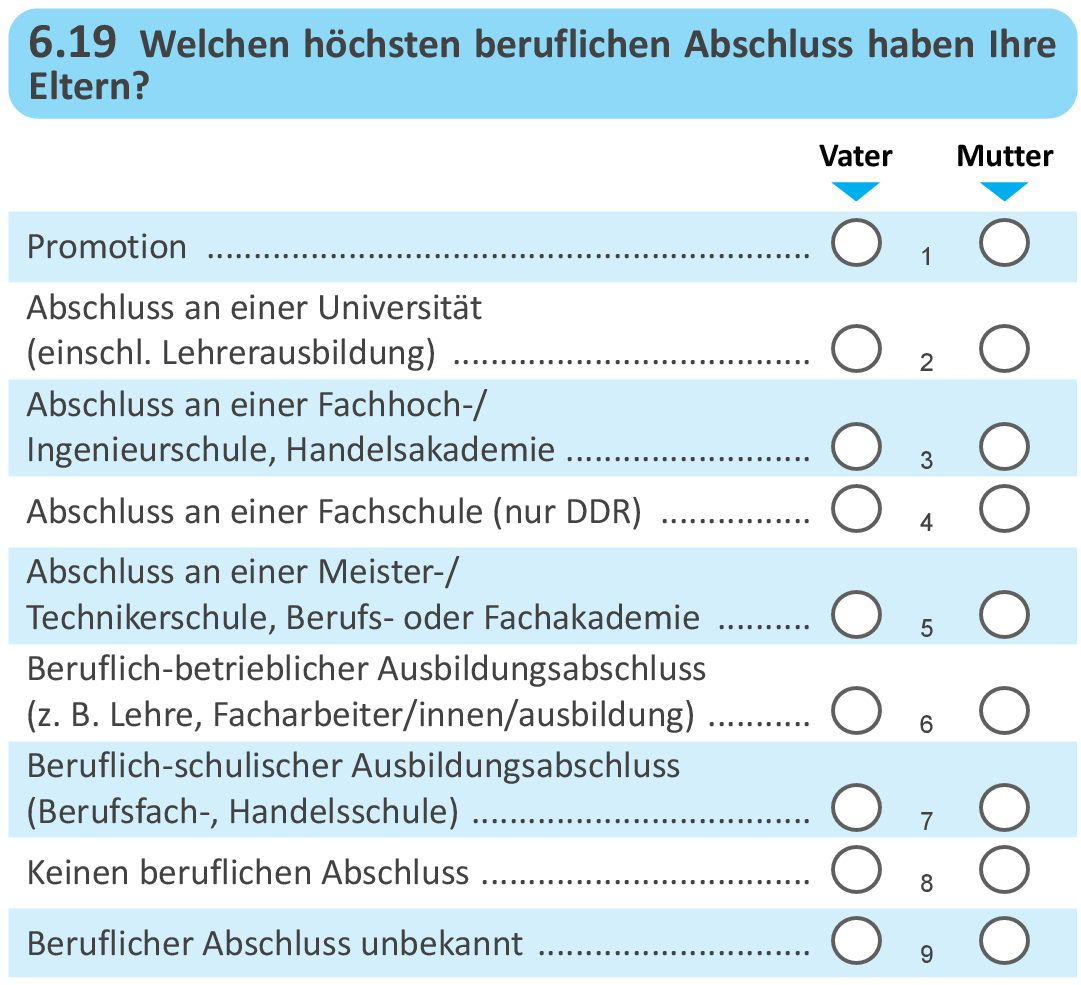 6.19 Welchen höchsten beruflichen Abschluss haben Ihre
Eltern?
Vater Mutter
Promotion ................................................................ 1
Abschluss an einer Universität
(einschl. Lehrerausbildung) ...................................... 2
Abschluss an einer Fachhoch-/
Ingenieurschule, Handelsakademie .......................... 3
Abschluss an einer Fachschule (nur DDR) ................ 4
Abschluss an einer Meister-/
Technikerschule, Berufs- oder Fachakademie .......... 5
Beruflich-betrieblicher Ausbildungsabschluss
(z. B. Lehre, Facharbeiter/innen/ausbildung) ........... 6
Beruflich-schulischer Ausbildungsabschluss
(Berufsfach-, Handelsschule) .................................... 7
Keinen beruflichen Abschluss ................................... 8
Beruflicher Abschluss unbekannt ............................. 9